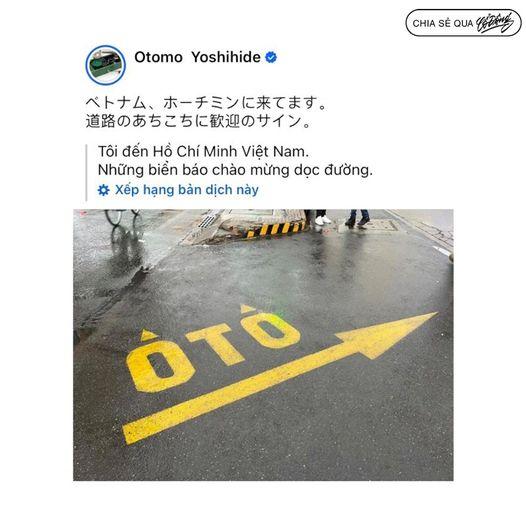 CHIA SẺ QUA
Otomo Yoshihide
ベトナム、ホーチミンに来てます。
道路のあちこちに歓迎のサイン。
Tôi đến Hồ Chí Minh Việt Nam.
Những biển báo chào mừng dọc đường.
Xếp hạng bản dịch này
ÔTÔ